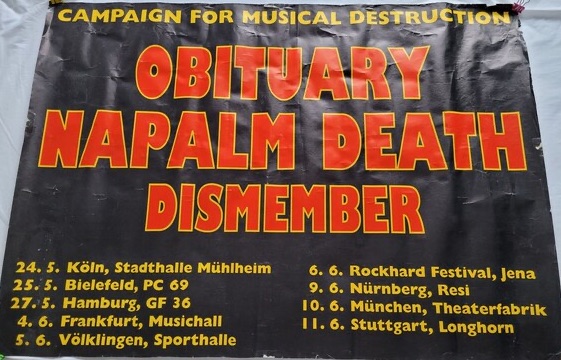 CAMPAIGN FOR MUSICAL DESTRUCTION
OBITUARY
NAPALM DEATH
DISMEMBER
24. 5. Köln, Stadthalle Mühlheim
25. 5. Bielefeld, PC 69
27. 5. Hamburg, GF 36
4. 6. Frankfurt, Musichall
5. 6. Völklingen, Sporthalle
6. 6. Rockhard Festival, Jena
9. 6. Nürnberg, Resi
10. 6. München, Theaterfabrik
11. 6. Stuttgart, Longhorn